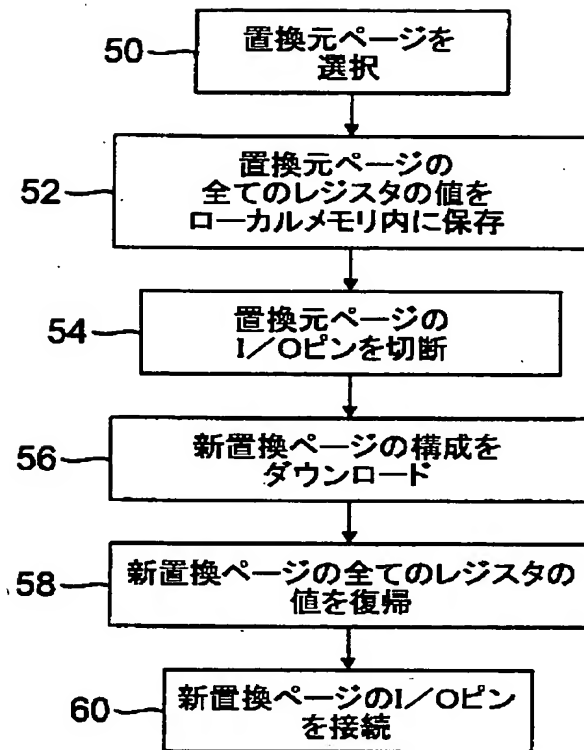 50
置換元ページを
選択
52
置換元ページの
全てのレジスタの値を
ローカルメモリ内に保存
54
置換元ページの
I/Oピンを切断
56
新置換ページの構成を
ダウンロード
58
新置換ページの全てのレジスタの
値を復帰
60
新置換ページのI/Oピン
を接続